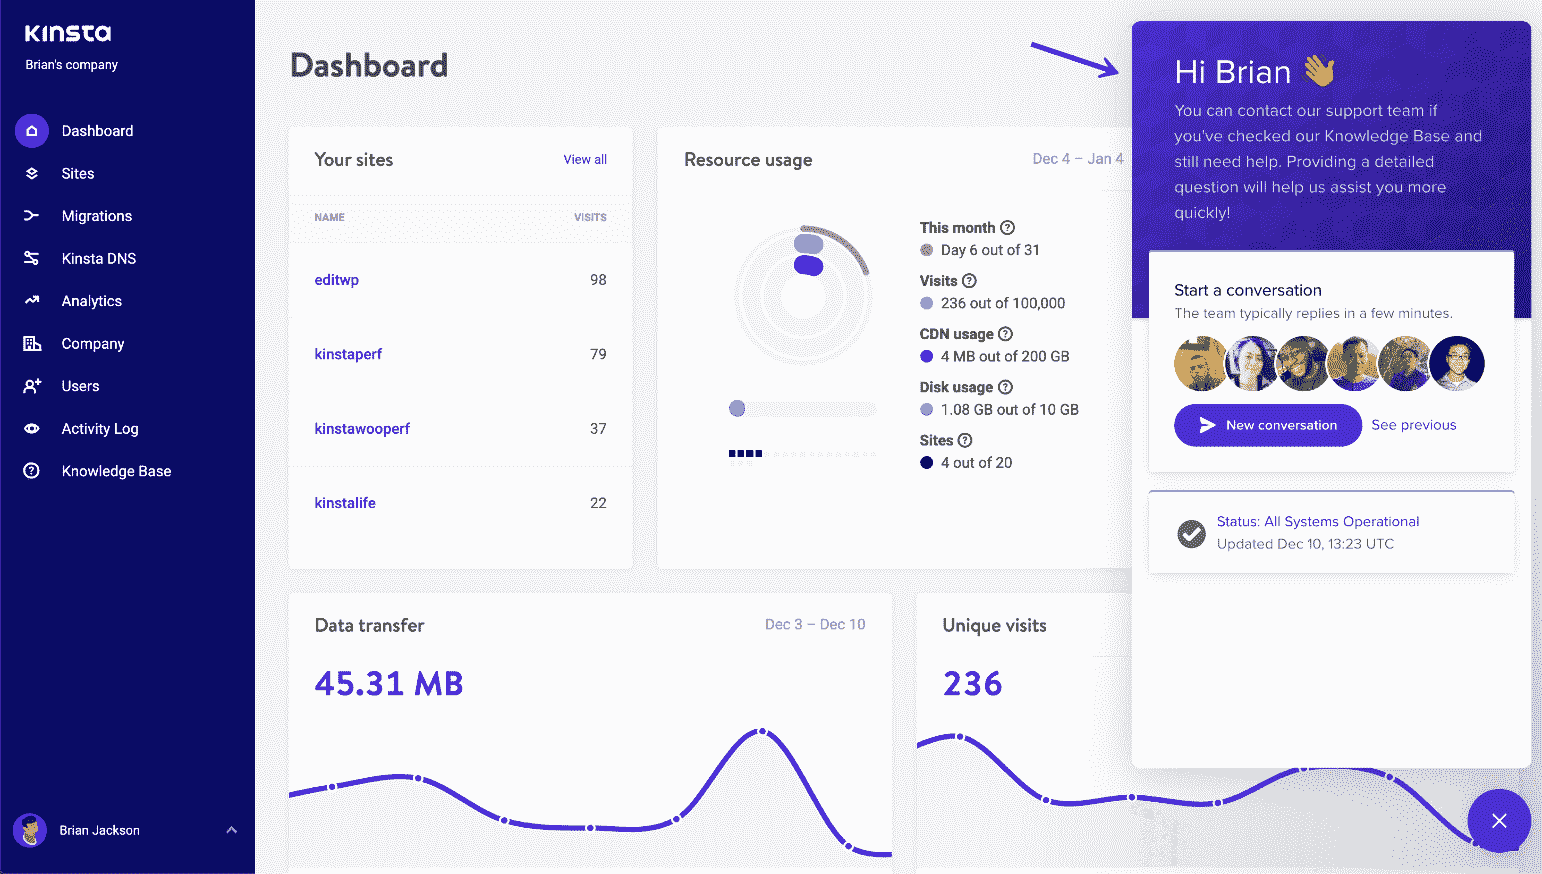 Kinsta
Brian's company
Dashboard
Sites
Migrations
Kinsta DNS
Analytics
Company
Users
Activity Log
Knowledge Base
Brian Jackson
Dashboard
Your sites
View all
NAME VISITS
editwp 98
kinstaperf 79
kinstawooperf 37
kinstalife 22
Resource usage
Dec 4 – Jan 4
This month
Day 6 out of 31
Visits
236 out of 100,000
CDN usage
4 MB out of 200 GB
Disk usage
1.08 GB out of 10 GB
Sites
4 out of 20
Data transfer
Dec 3 – Dec 10
45.31 MB
Unique visits
236
Hi Brian 👋
You can contact our support team if
you've checked our Knowledge Base and
still need help. Providing a detailed
question will help us assist you more
quickly!
Start a conversation
The team typically replies in a few minutes.
New conversation
See previous
Status: All Systems Operational
Updated Dec 10, 13:23 UTC